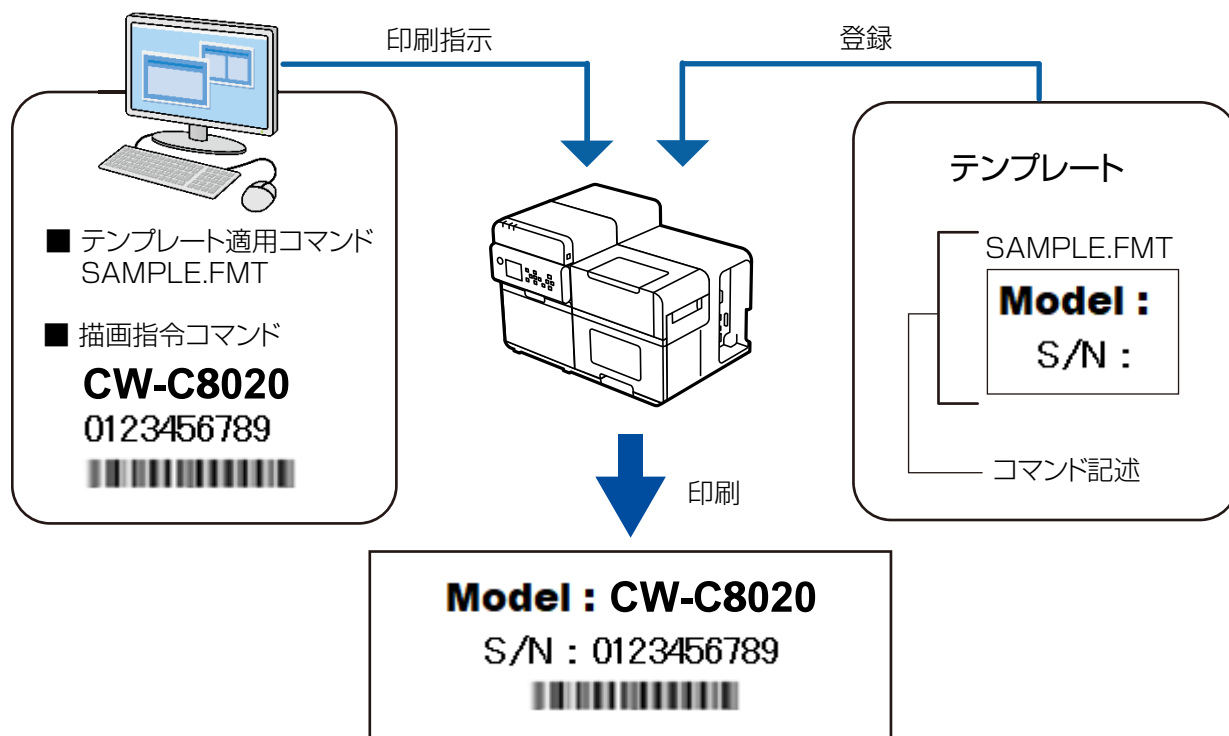 印刷指示
登録
■ テンプレート適用コマンド
SAMPLE.FMT
■ 描画指令コマンド
CW-C8020
0123456789
テンプレート
SAMPLE.FMT
Model :
S/N :
コマンド記述
印刷
Model : CW-C8020
S/N : 0123456789